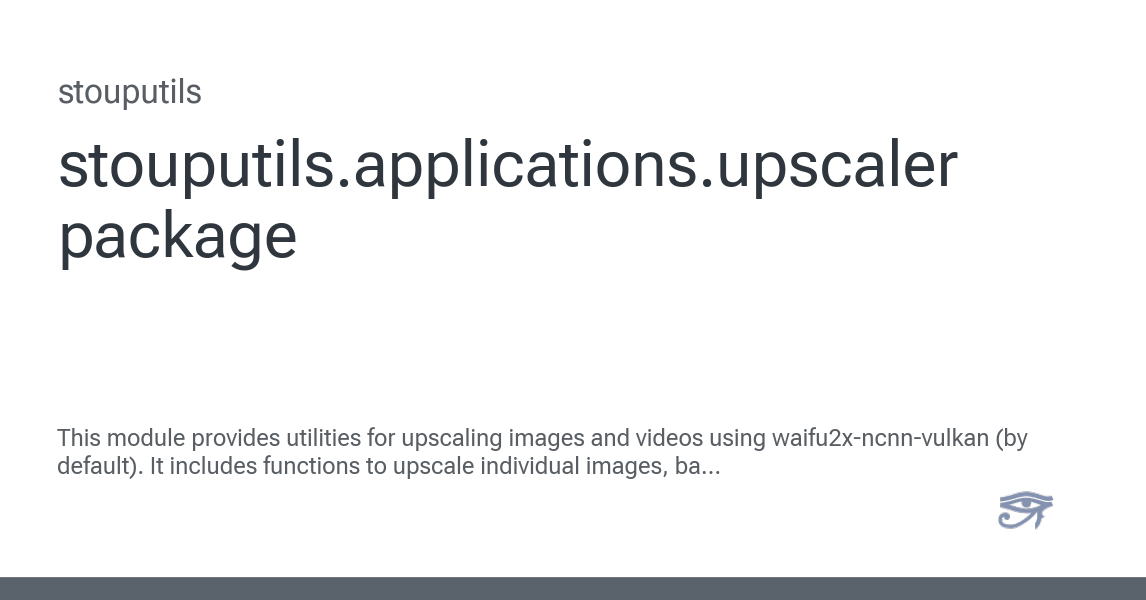 stouputils
stouputils.applications.upscaler
package
This module provides utilities for upscaling images and videos using waifu2x-ncnn-vulkan (by
default). It includes functions to upscale individual images, ba...